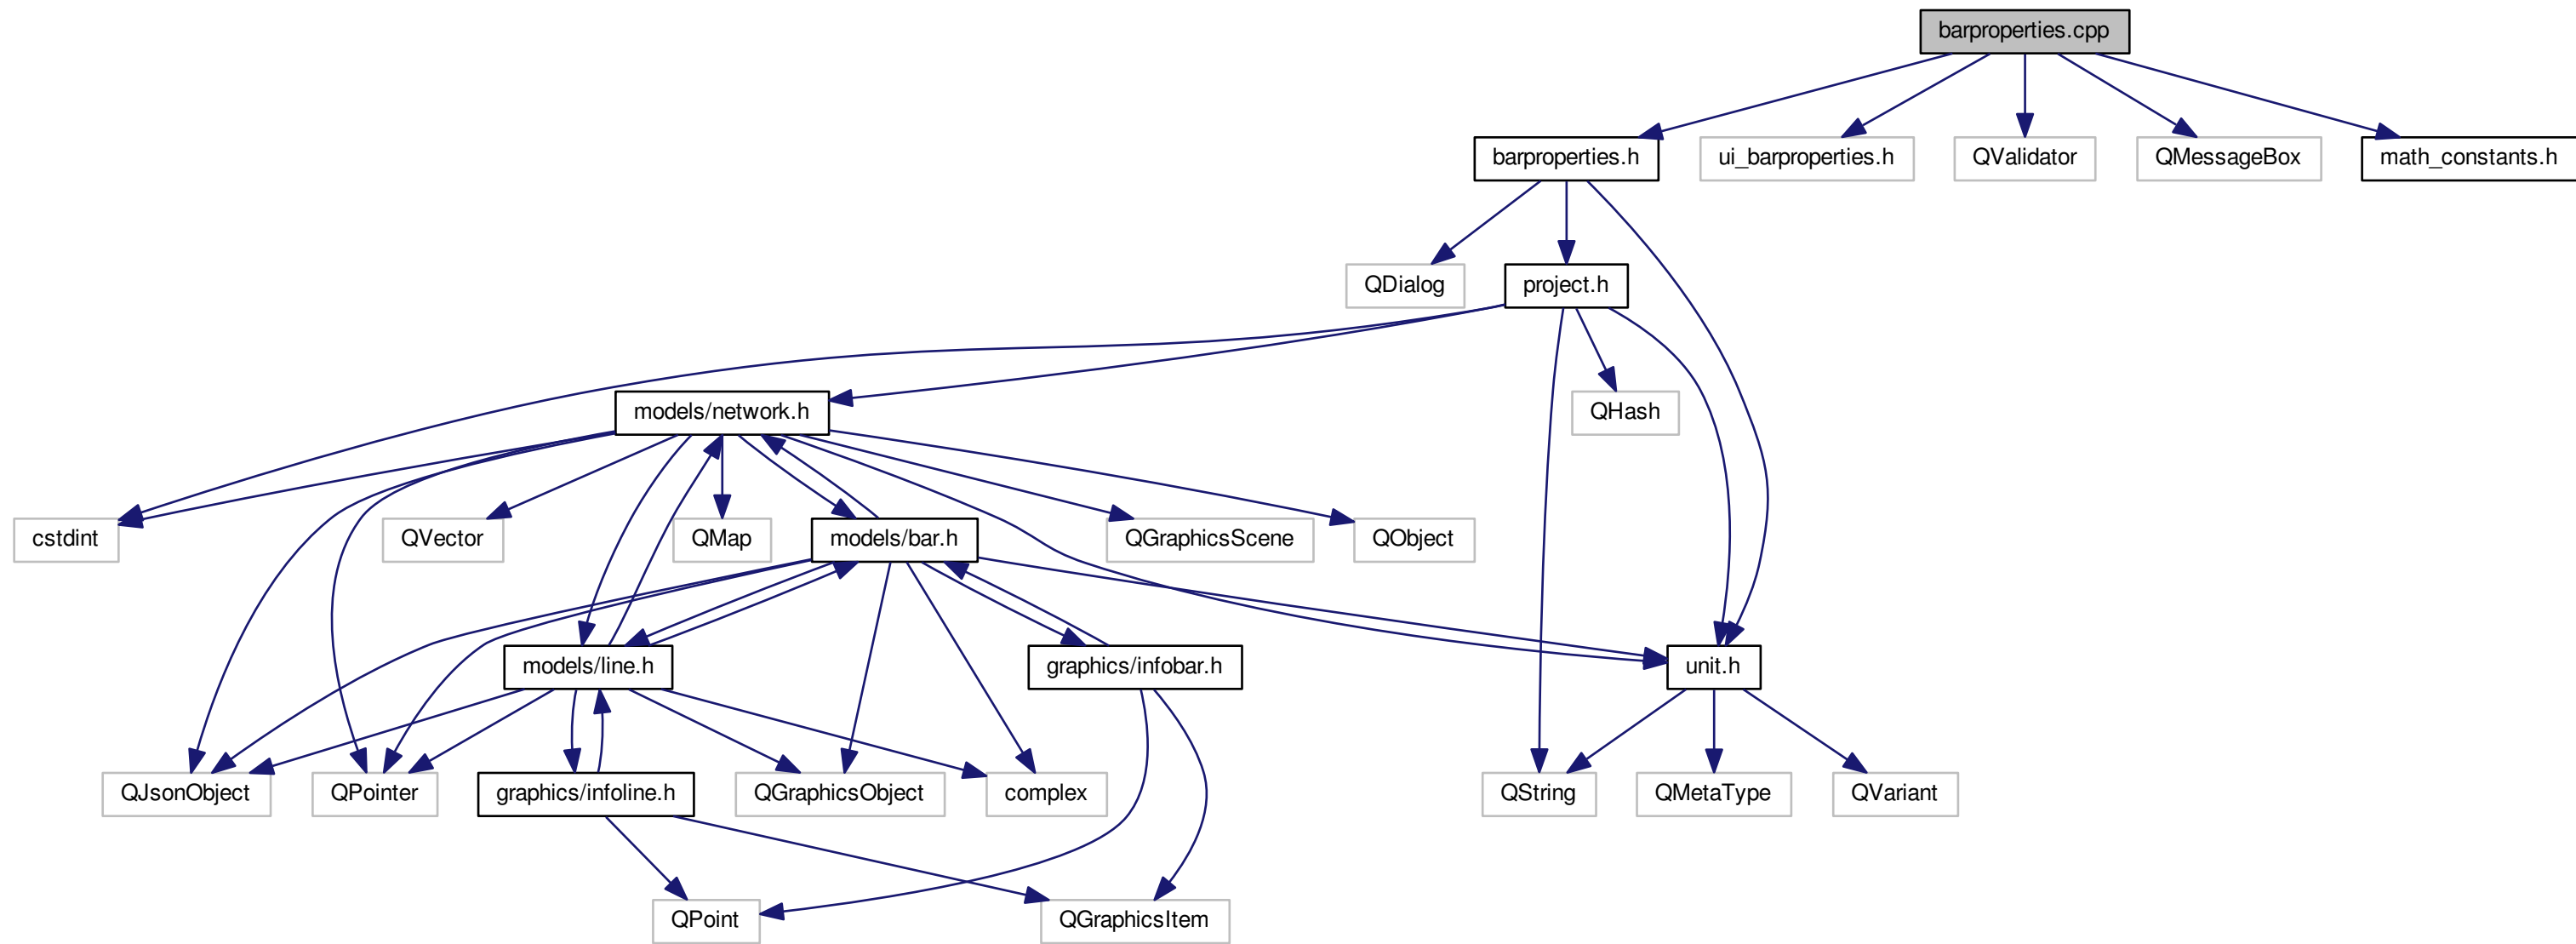 barproperties.cpp
barproperties.h
ui_barproperties.h
QValidator
QMessageBox
math_constants.h
QDialog
project.h
models/network.h
QHash
cstdint
QVector
QMap
models/bar.h
QGraphicsScene
QObject
models/line.h
graphics/infobar.h
unit.h
QJsonObject
QPointer
graphics/infoline.h
QGraphicsObject
complex
QString
QMetaType
QVariant
QPoint
QGraphicsItem